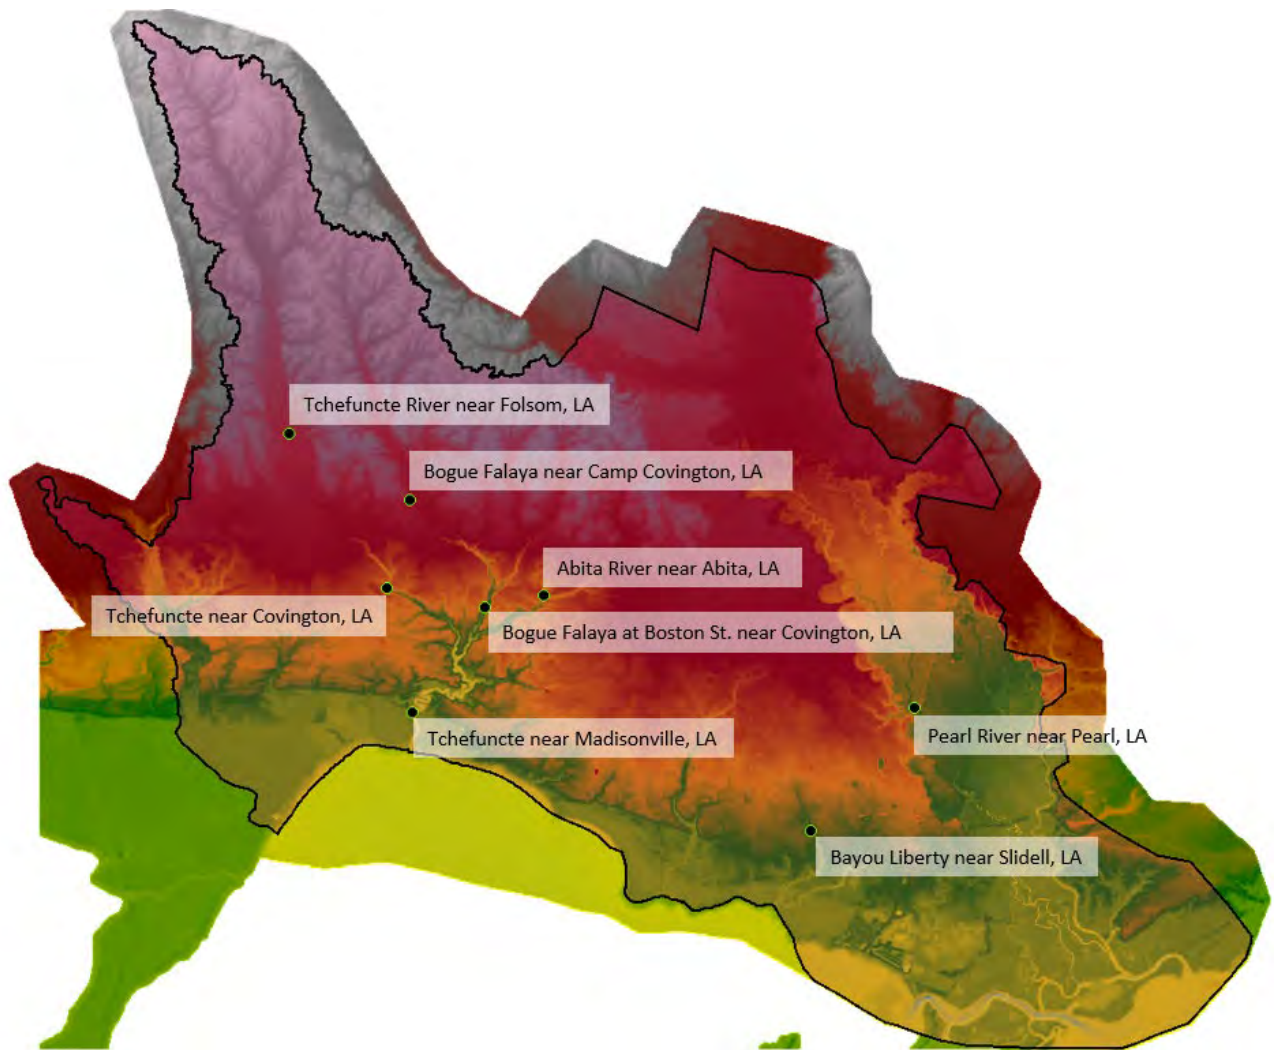 Tchefuncte River near Folsom, LA
Bogue Falaya near Camp Covington, LA
Abita River near Abita, LA
Tchefuncte near Covington, LA
Bogue Falaya at Boston St. near Covington, LA
Tchefuncte near Madisonville, LA
Pearl River near Pearl, LA
Bayou Liberty near Slidell, LA